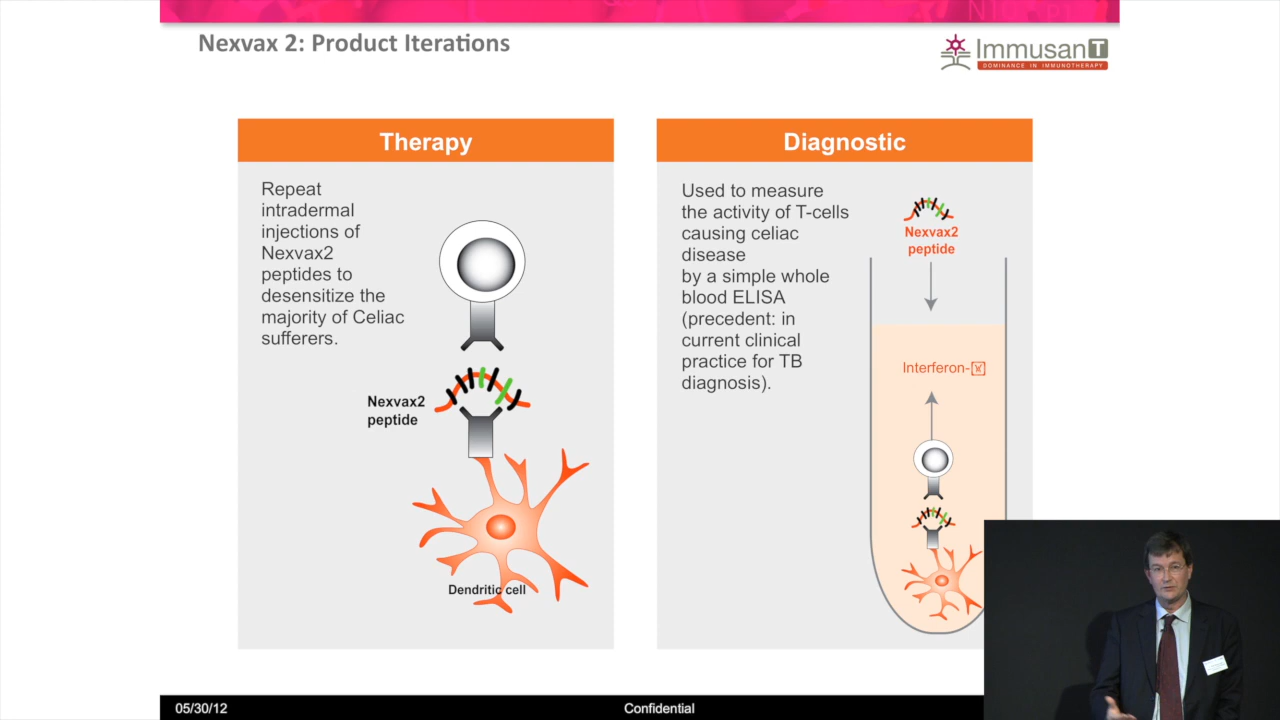 Nexvax 2: Product Iterations
ImmusanT
DOMINANCE IN IMMUNOTHERAPY
Therapy
Repeat
intradermal
injections of
Nexvax2
peptides to
desensitize the
majority of Celiac
sufferers.
Nexvax2
peptide
Dendritic cell
Diagnostic
Used to measure
the activity of T-cells
causing celiac
disease
by a simple whole
blood ELISA
(precedent: in
current clinical
practice for TB
diagnosis).
Nexvax2
peptide
Interferon-
05/30/12
Confidential